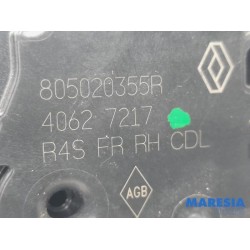 805020355R
4062 7217
R4S FR RH CDL
AGB
MARESIA